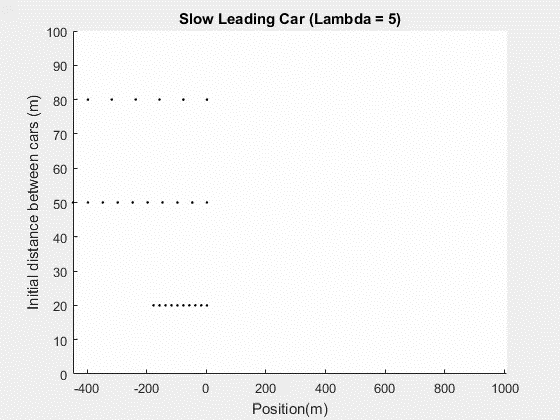 Slow Leading Car (Lambda = 5)
100
90
80
70
60
50
40
30
20
10
0
Initial distance between cars (m)
-400 -200 0 200 400 600 800 1000
Position(m)